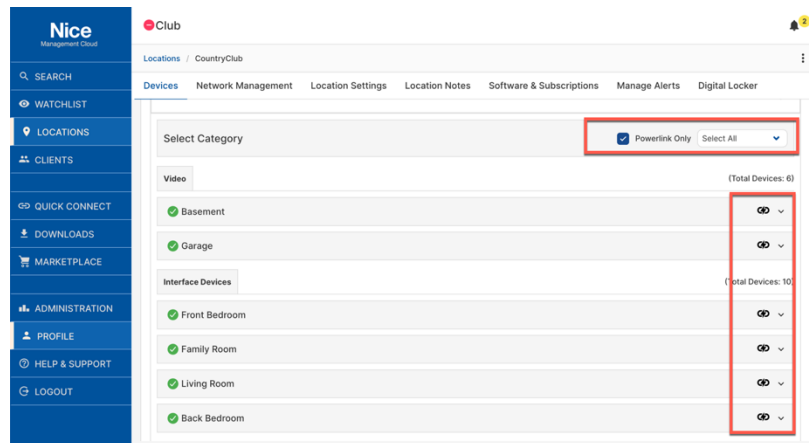 Nice
Management Cloud
SEARCH
WATCHLIST
LOCATIONS
CLIENTS
QUICK CONNECT
DOWNLOADS
MARKETPLACE
ADMINISTRATION
PROFILE
HELP & SUPPORT
LOGOUT
Club
2
Locations / CountryClub
Devices Network Management Location Settings Location Notes Software & Subscriptions Manage Alerts Digital Locker
Select Category Powerlink Only Select All
Video (Total Devices: 6)
Basement
Garage
Interface Devices (Total Devices: 10)
Front Bedroom
Family Room
Living Room
Back Bedroom